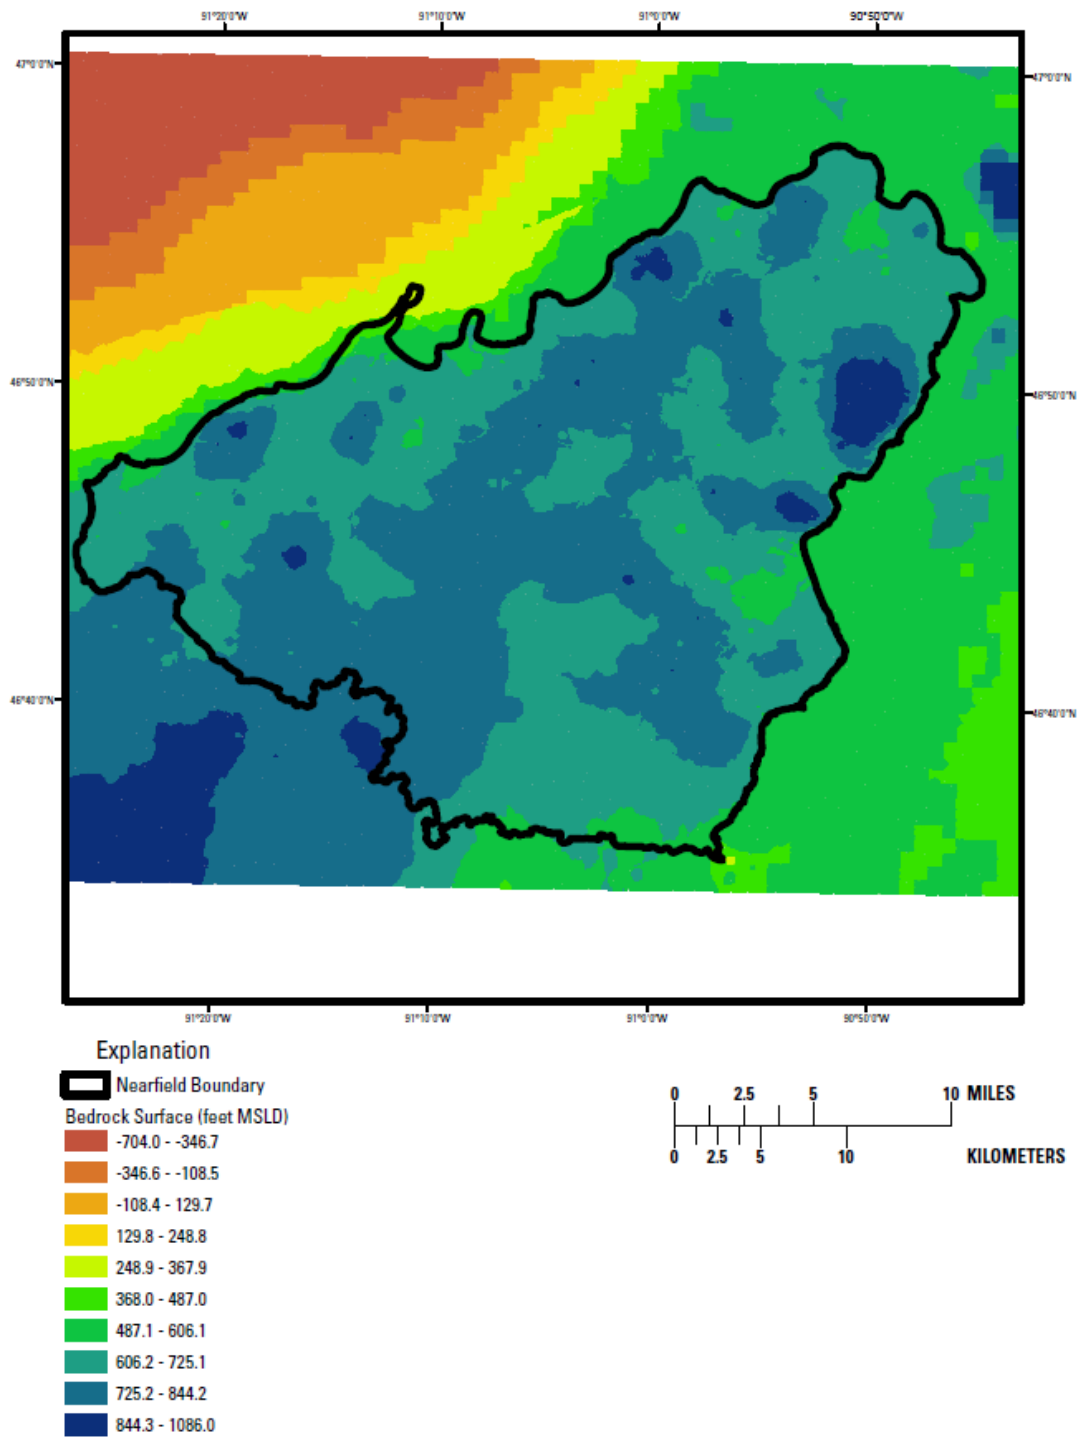 91°20'0"W 91°10'0"W 91°0'0"W 90°50'0"W
47°0'0"N 47°0'0"N
46°50'0"N 46°50'0"N
46°40'0"N 46°40'0"N
91°20'0"W 91°10'0"W 91°0'0"W 90°50'0"W
Explanation
Nearfield Boundary
Bedrock Surface (feet MSLD)
-704.0 - -346.7
-346.6 - -108.5
-108.4 - 129.7
129.8 - 248.8
248.9 - 367.9
368.0 - 487.0
487.1 - 606.1
606.2 - 725.1
725.2 - 844.2
844.3 - 1086.0
0 2.5 5 10 MILES
0 2.5 5 10 KILOMETERS